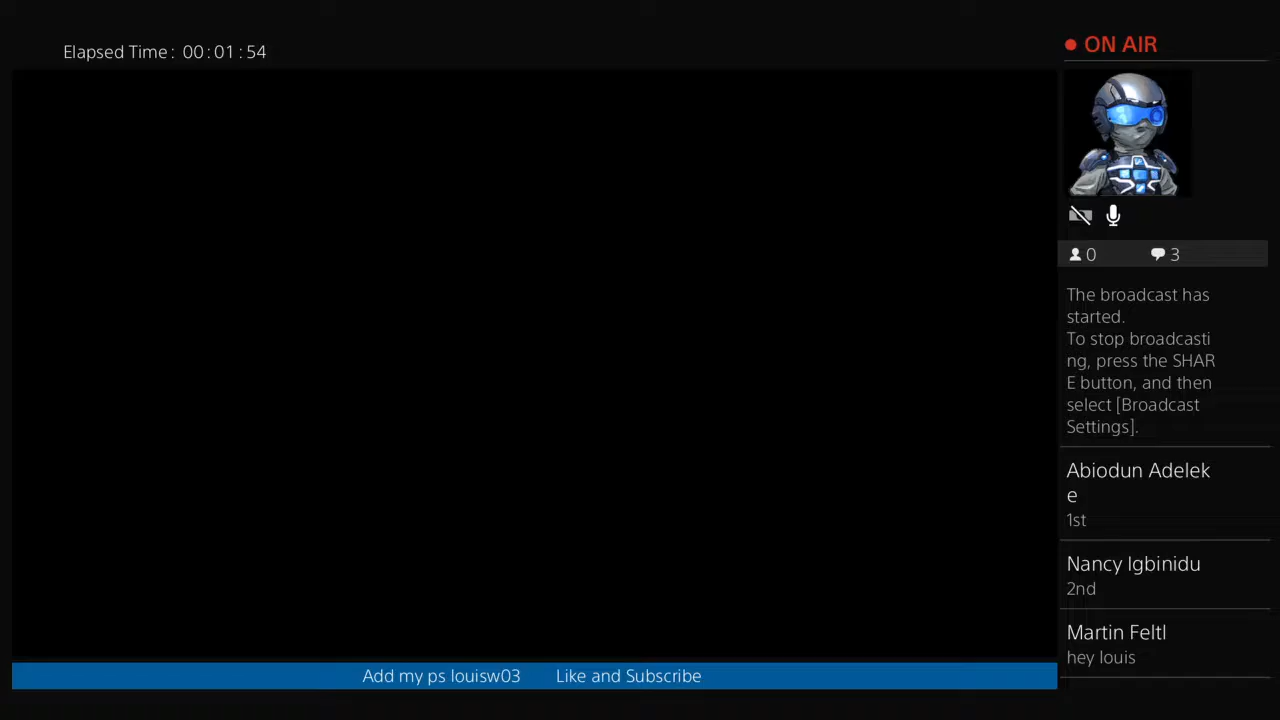 Elapsed Time: 00:01:54
ON AIR
0 3
The broadcast has
started.
To stop broadcasti
ng, press the SHAR
E button, and then
select [Broadcast
Settings].
Abiodun Adelek
e
1st
Nancy Igbinidu
2nd
Martin Feltl
hey louis
Add my ps louisw03 Like and Subscribe